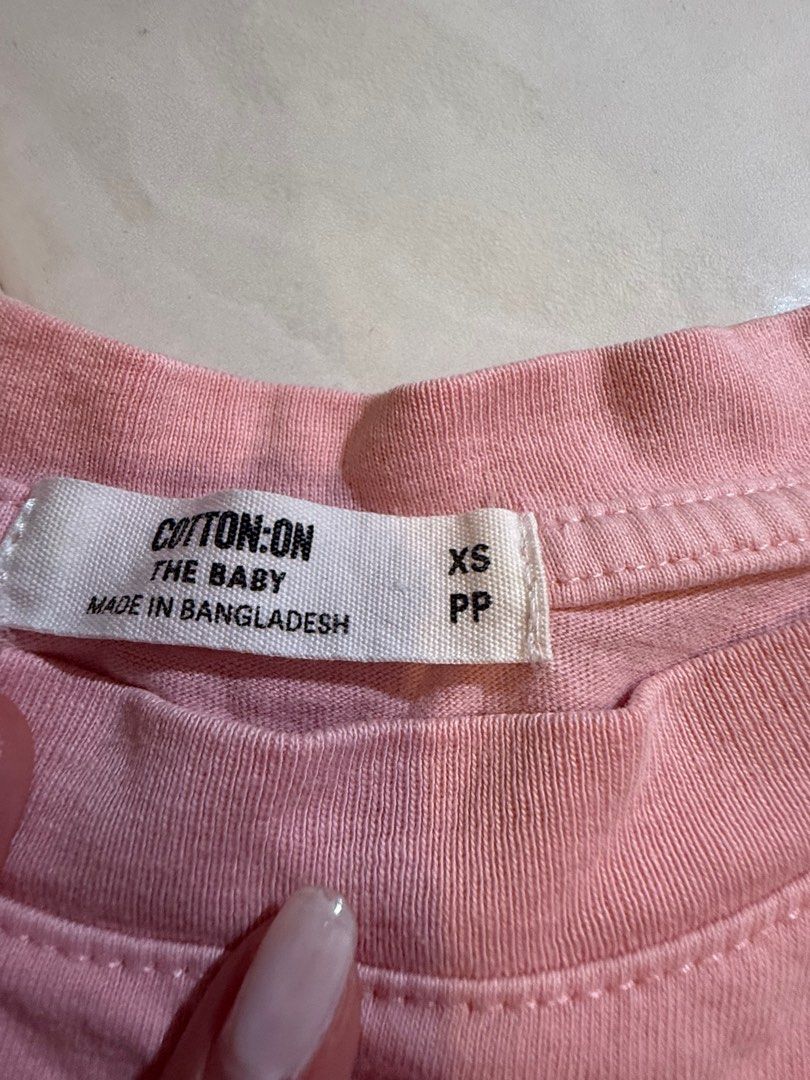 COTTON:ON
THE BABY
MADE IN BANGLADESH
XS
PP